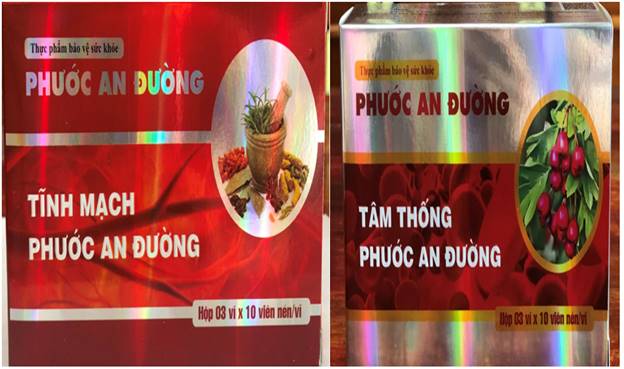 Thực phẩm bảo vệ sức khỏe
PHƯỚC AN ĐƯỜNG
TĨNH MẠCH
PHƯỚC AN ĐƯỜNG
Hộp 03 vỉ x 10 viên nén/vỉ
Thực phẩm bảo vệ sức khỏe
PHƯỚC AN ĐƯỜNG
TÂM THỐNG
PHƯỚC AN ĐƯỜNG
Hộp 03 vỉ x 10 viên nén/vỉ